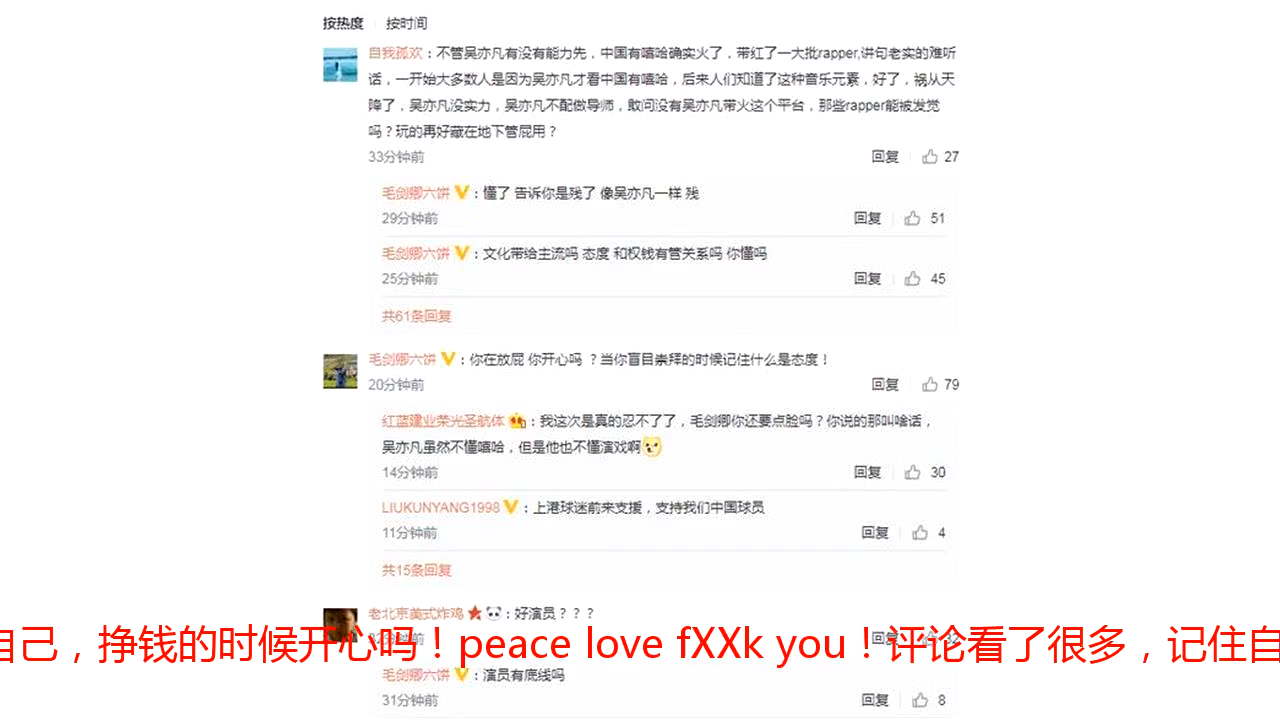 按热度 按时间
自我孤欢：不管吴亦凡有没有能力先，中国有嘻哈确实火了，带红了一大批rapper,讲句老实的难听
话，一开始大多数人是因为吴亦凡才看中国有嘻哈，后来人们知道了这种音乐元素，好了，祸从天
降了，吴亦凡没实力，吴亦凡不配做导师，敢问没有吴亦凡带火这个平台，那些rapper能被发觉
吗？玩的再好藏在地下管屁用？
33分钟前 回复 27
毛剑卿六饼：懂了 告诉你是残了 像吴亦凡一样 残
29分钟前 回复 51
毛剑卿六饼：文化带给主流吗 态度 和权钱有管关系吗 你懂吗
25分钟前 回复 45
共61条回复
毛剑卿六饼：你在放屁 你开心吗 ？当你盲目崇拜的时候记住什么是态度！
20分钟前 回复 79
红蓝建业荣光圣航体：我这次是真的忍不了了，毛剑卿你还要点脸吗？你说的那叫啥话，
吴亦凡虽然不懂嘻哈，但是他也不懂演戏啊
14分钟前 回复 30
LIUKUNYANG1998：上港球迷前来支援，支持我们中国球员
11分钟前 回复 4
共15条回复
老北京美式炸鸡：好演员？？？
32分钟前 回复 32
自己，挣钱的时候开心吗！peace love fXXk you！评论看了很多，记住自
毛剑卿六饼：演员有底线吗
31分钟前 回复 8